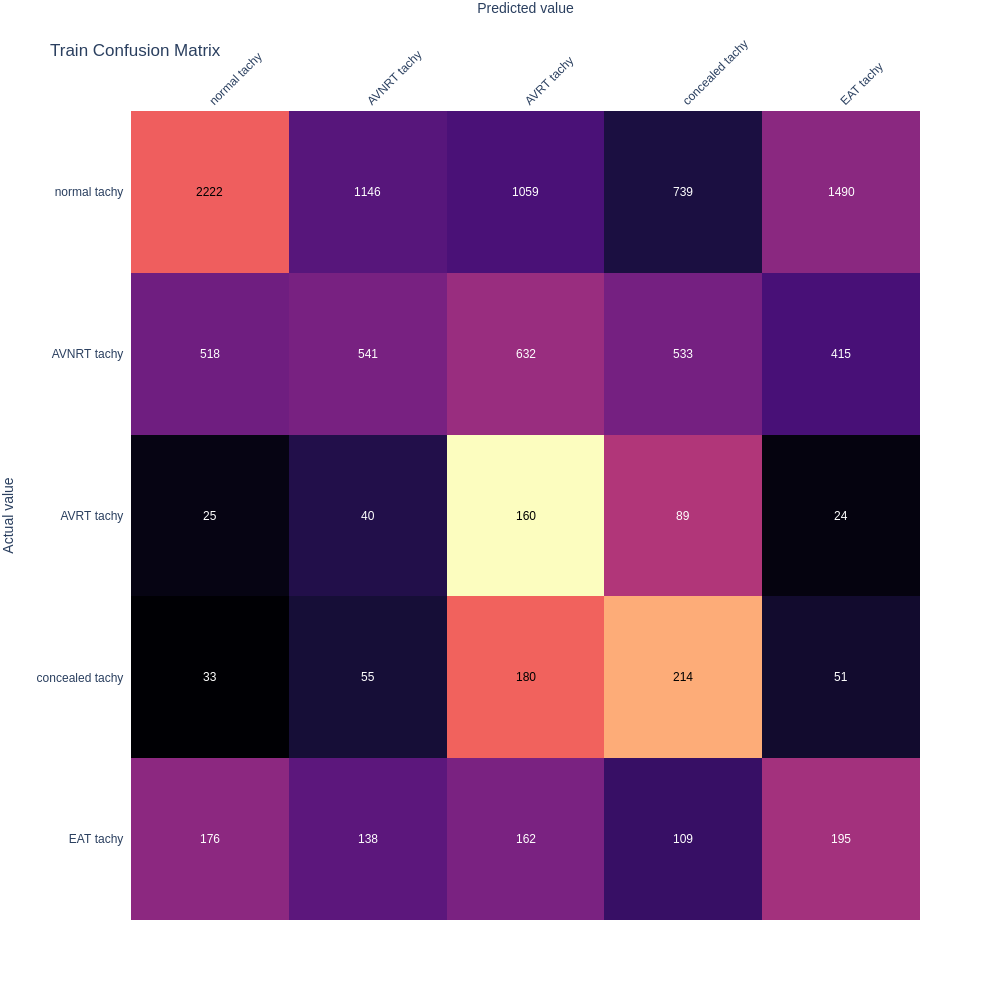 Predicted value
Train Confusion Matrix
normal tachy AVNRT tachy AVRT tachy concealed tachy EAT tachy
normal tachy 2222 1146 1059 739 1490
AVNRT tachy 518 541 632 533 415
Actual value
AVRT tachy 25 40 160 89 24
concealed tachy 33 55 180 214 51
EAT tachy 176 138 162 109 195